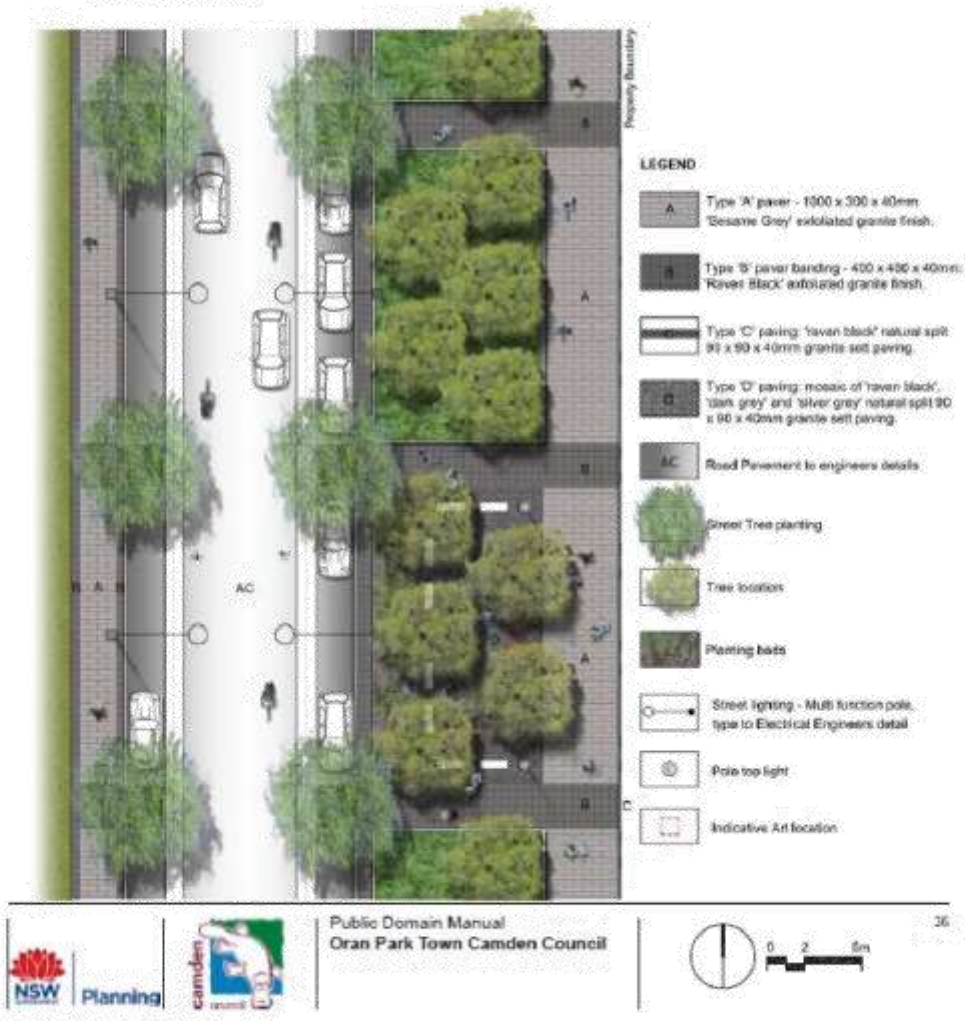 Property Boundary
LEGEND
A
Type 'A' paver - 1000 x 300 x 40mm
'Sesame Grey' exfoliated granite finish.
B
Type 'B' paver banding - 400 x 400 x 40mm:
'Raven Black' exfoliated granite finish.
C
Type 'C' paving: 'raven black' natural split
90 x 90 x 40mm granite sett paving.
D
Type 'D' paving: mosaic of 'raven black',
'dark grey' and 'silver grey' natural split 90
x 90 x 40mm granite sett paving.
AC
Road Pavement to engineers details
Street Tree planting
Tree location
Planting beds
Street lighting - Multi function pole,
type to Electrical Engineers detail
Pole top light
Indicative Art location
B
A
B
B A B
AC
A
B
NSW
Planning
camden
council
Public Domain Manual
Oran Park Town Camden Council
0 2 6m
36